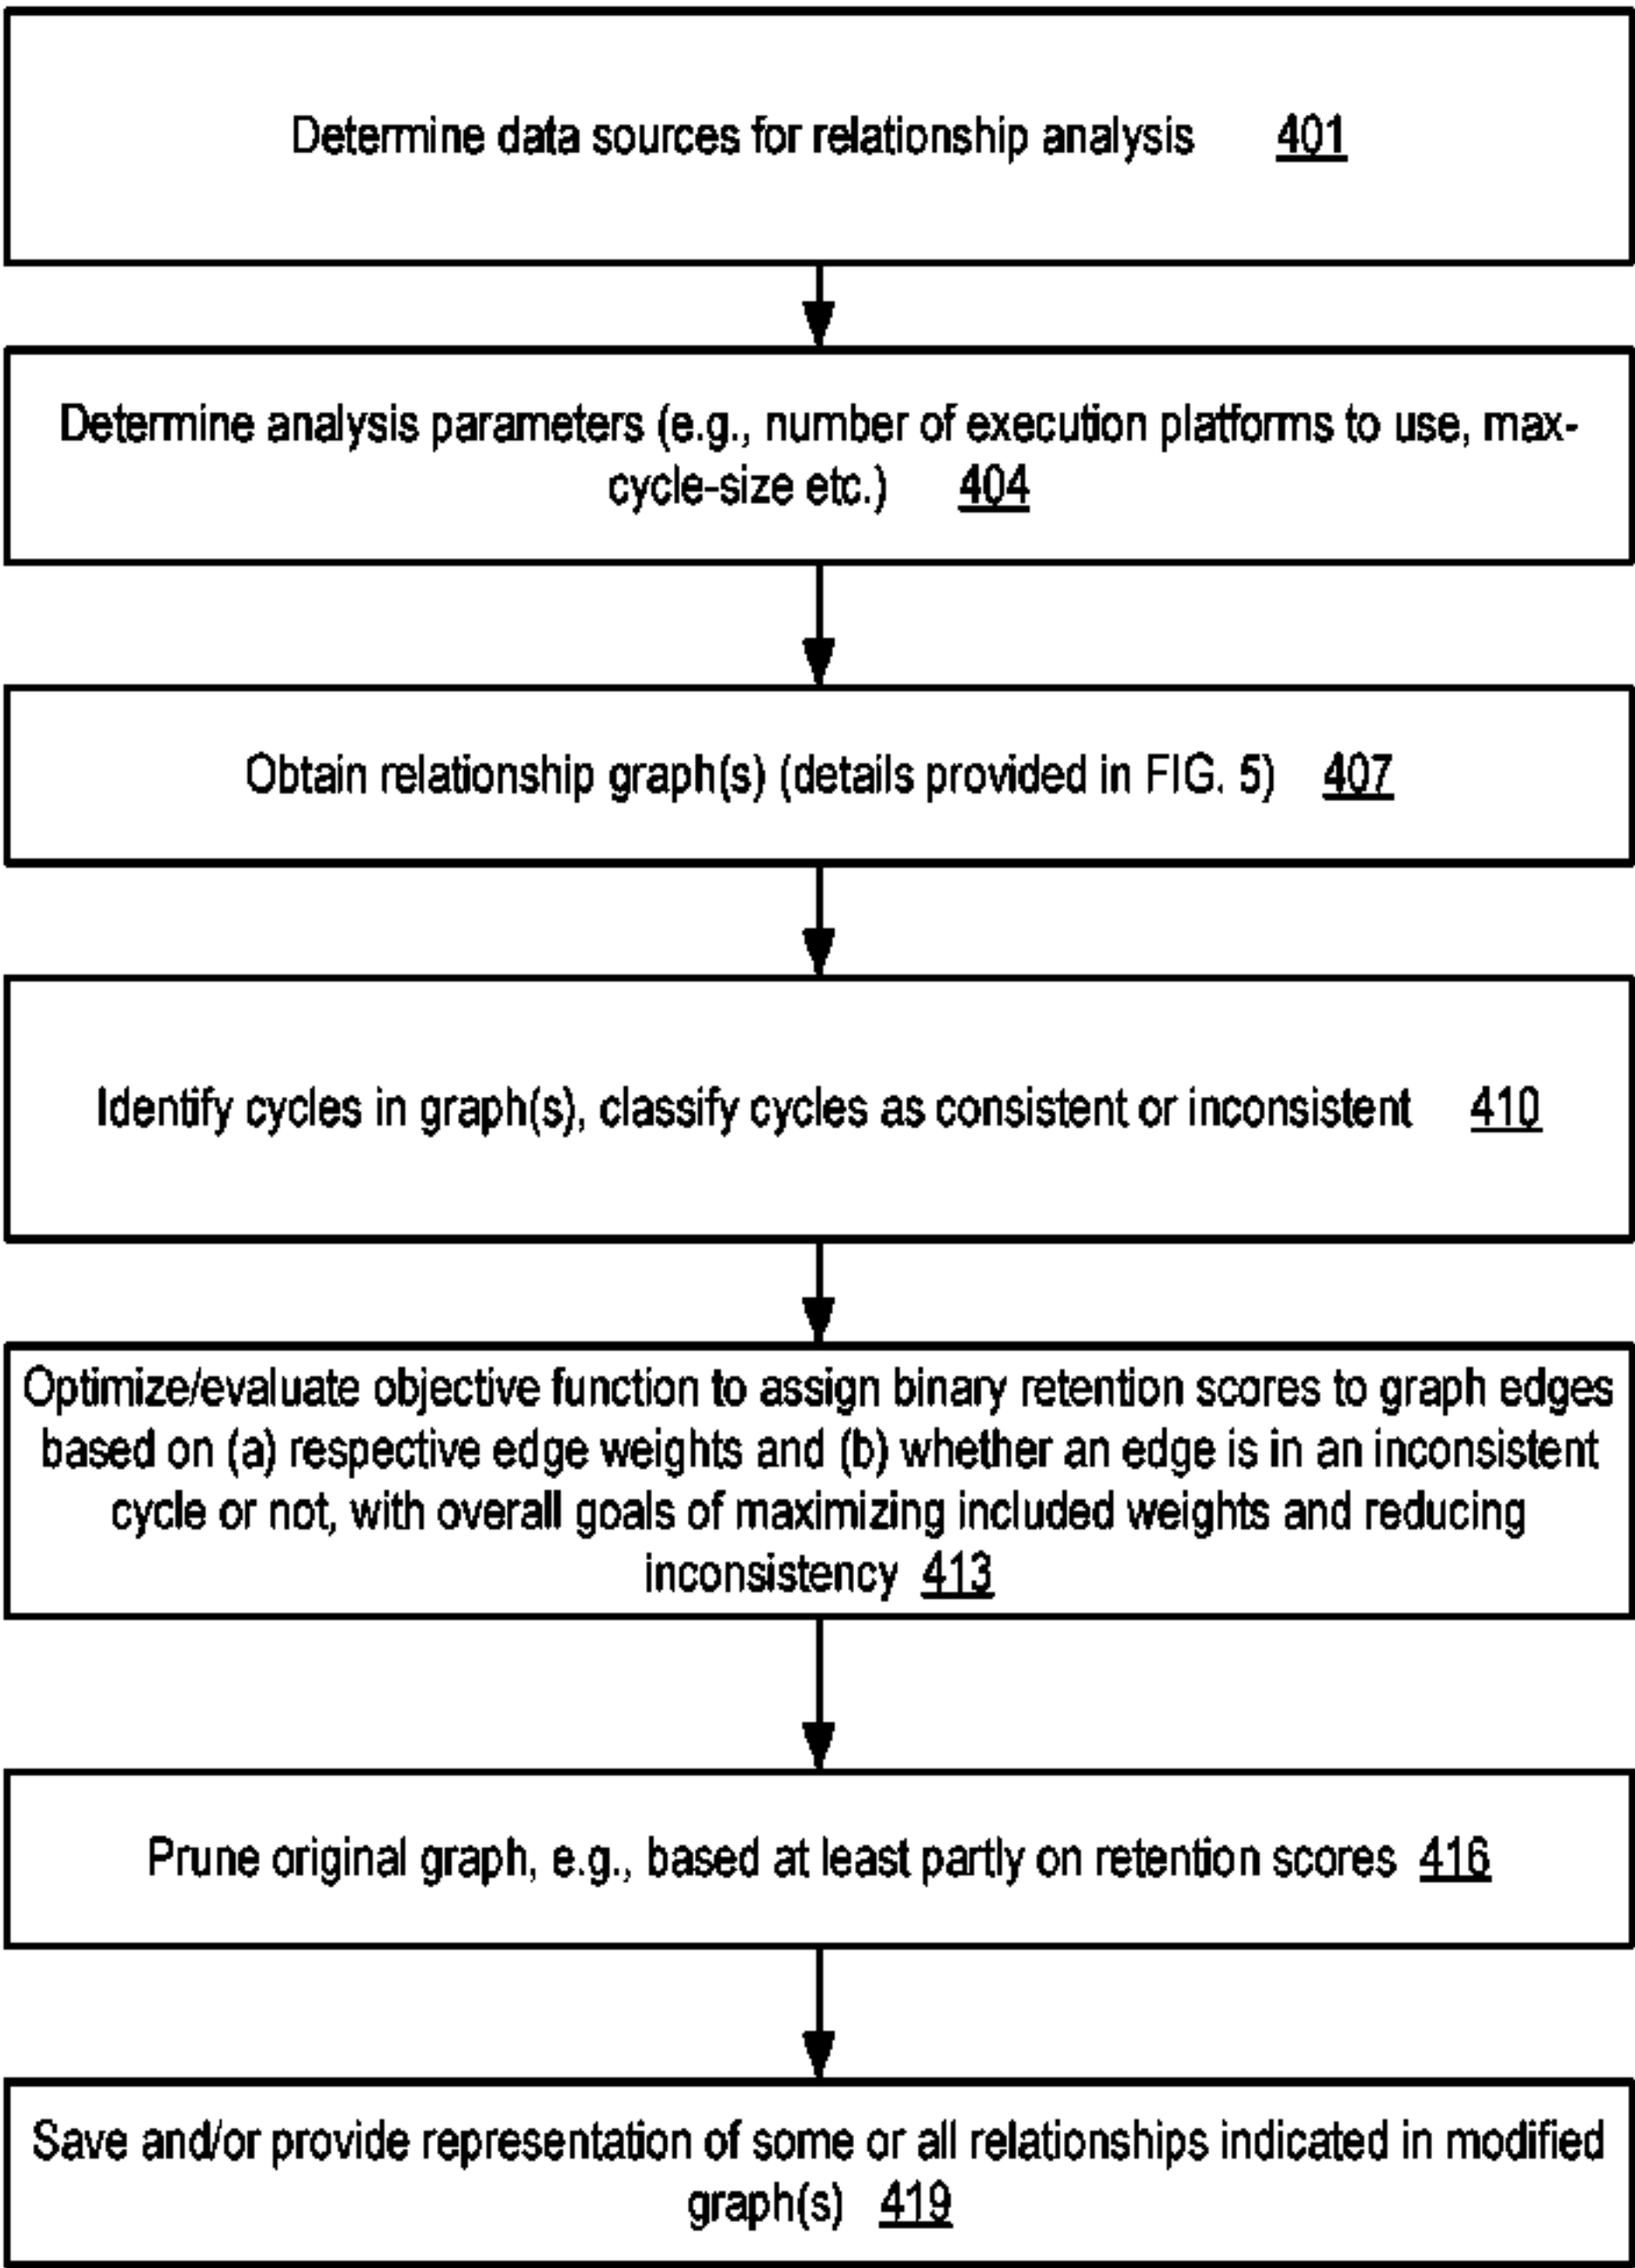 Determine data sources for relationship analysis 401
Determine analysis parameters (e.g., number of execution platforms to use, max-
cycle-size etc.) 404
Obtain relationship graph(s) (details provided in FIG. 5) 407
Identify cycles in graph(s), classify cycles as consistent or inconsistent 410
Optimize/evaluate objective function to assign binary retention scores to graph edges
based on (a) respective edge weights and (b) whether an edge is in an inconsistent
cycle or not, with overall goals of maximizing included weights and reducing
inconsistency 413
Prune original graph, e.g., based at least partly on retention scores 416
Save and/or provide representation of some or all relationships indicated in modified
graph(s) 419